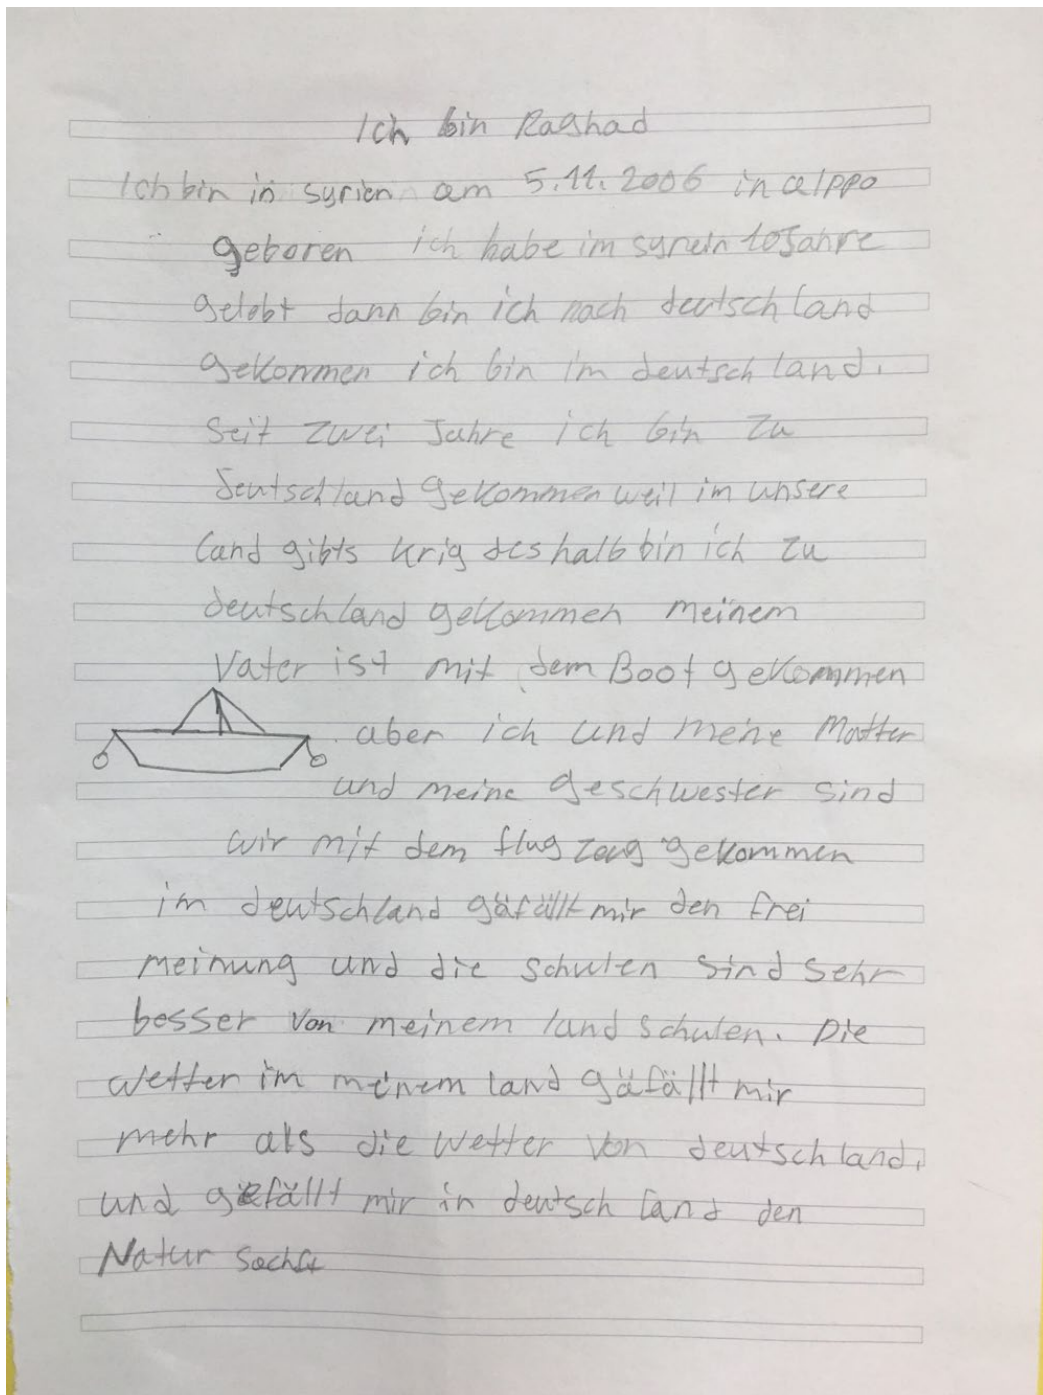 Ich bin Raghad
Ich bin in syrien am 5.11.2006 in alppo
geboren ich habe im syrein 10 Jahre
gelebt dann bin ich nach deutschland
gekommen ich bin im deutschland.
Seit zwei Jahre ich bin zu
deutschland gekommen weil im unsere
land gibts krig deshalb bin ich zu
deutschland gekommen meinem
Vater ist mit dem Boot gekommen
aber ich und meine Mutter
und meine geschwester sind
wir mit dem flug zeug gekommen
im deutschland gäfällt mir den frei
meinung und die schulen sind sehr
besser von meinem land schulen. Die
wetter im meinem land gäfällt mir
mehr als die wetter von deutschland.
und gefällt mir in deutsch land den
Natur